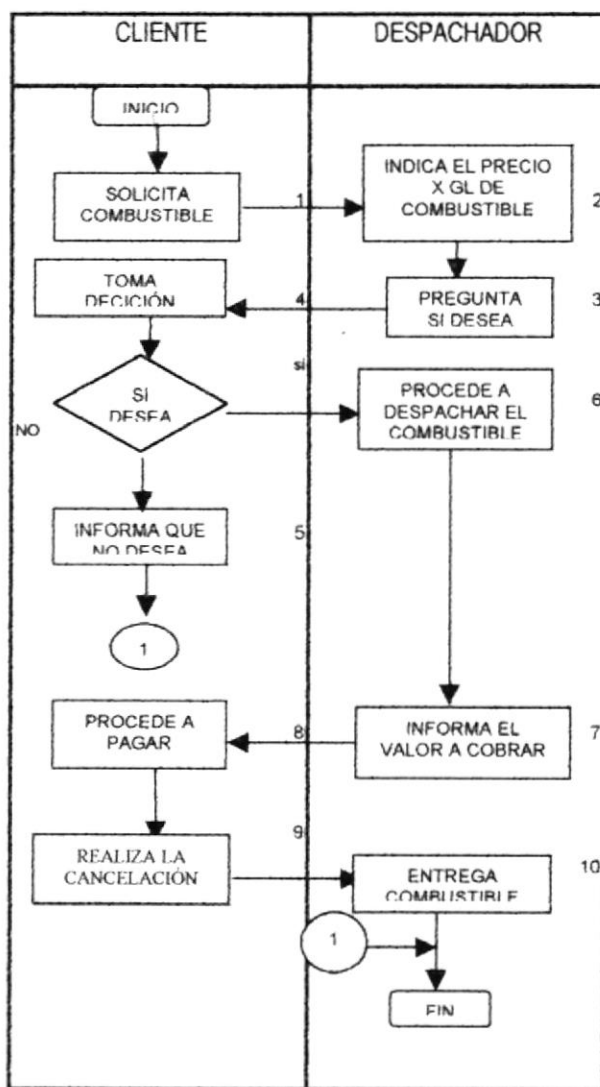 CLIENTE
DESPACHADOR
INICIO
SOLICITA
COMBUSTIBLE
1
INDICA EL PRECIO
X GL DE
COMBUSTIBLE
2
TOMA
DECICIÓN
4
PREGUNTA
SI DESEA
3
SI
DESEA
si
NO
PROCEDE A
DESPACHAR EL
COMBUSTIBLE
6
INFORMA QUE
NO DESEA
5
1
PROCEDE A
PAGAR
8
INFORMA EL
VALOR A COBRAR
7
REALIZA LA
CANCELACIÓN
9
ENTREGA
COMBUSTIBLE
10
1
FIN